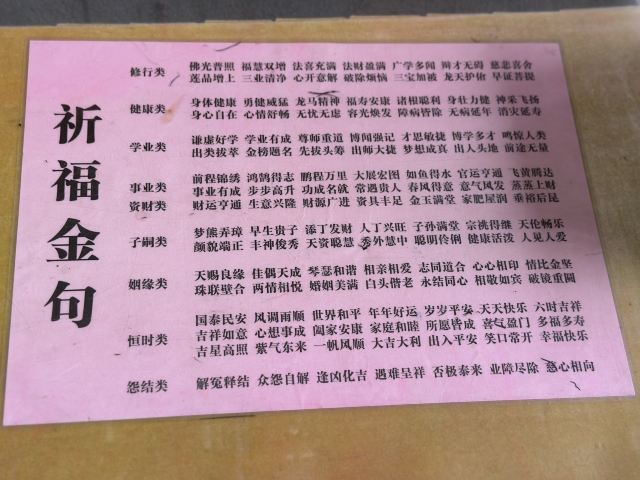 祈福金句
修行类 佛光普照 福慧双增 法喜充满 法财盈满 广学多闻 辩才无碍 慈悲喜舍
莲品增上 三业清净 心开意解 破除烦恼 三宝加被 龙天护佑 早证菩提
健康类 身体健康 勇健威猛 龙马精神 福寿安康 诸根聪利 身壮力健 神采飞扬
身心自在 心情舒畅 无忧无虑 容光焕发 障病皆除 无病延年 消灾延寿
学业类 谦虚好学 学业有成 尊师重道 博闻强记 才思敏捷 博学多才 鸣惊人类
出类拔萃 金榜题名 先拔头筹 出师大捷 梦想成真 出人头地 前途无量
事业类 前程锦绣 鸿鹄得志 鹏程万里 大展宏图 如鱼得水 官运亨通 飞黄腾达
事业有成 步步高升 功成名就 常遇贵人 春风得意 意气风发 蒸蒸上财
资财类 财运亨通 生意兴隆 财源广进 资具丰足 金玉满堂 家肥屋润 垂裕后昆
子嗣类 梦熊弄璋 早生贵子 添丁发财 人丁兴旺 子孙满堂 宗祧得继 天伦畅乐
颜貌端正 丰神俊秀 天资聪慧 秀外慧中 聪明伶俐 健康活泼 人见人爱
姻缘类 天赐良缘 佳偶天成 琴瑟和谐 相亲相爱 志同道合 心心相印 情比金坚
珠联璧合 两情相悦 婚姻美满 白头偕老 永结同心 相敬如宾 破镜重圆
恒时类 国泰民安 风调雨顺 世界和平 年年好运 岁岁平安 天天快乐 六时吉祥
吉祥如意 心想事成 阖家安康 家庭和睦 所愿皆成 喜气盈门 多福多寿
吉星高照 紫气东来 一帆风顺 大吉大利 出入平安 笑口常开 幸福快乐
怨结类 解冤释结 众怨自解 逢凶化吉 遇难呈祥 否极泰来 业障尽除 慈心相向